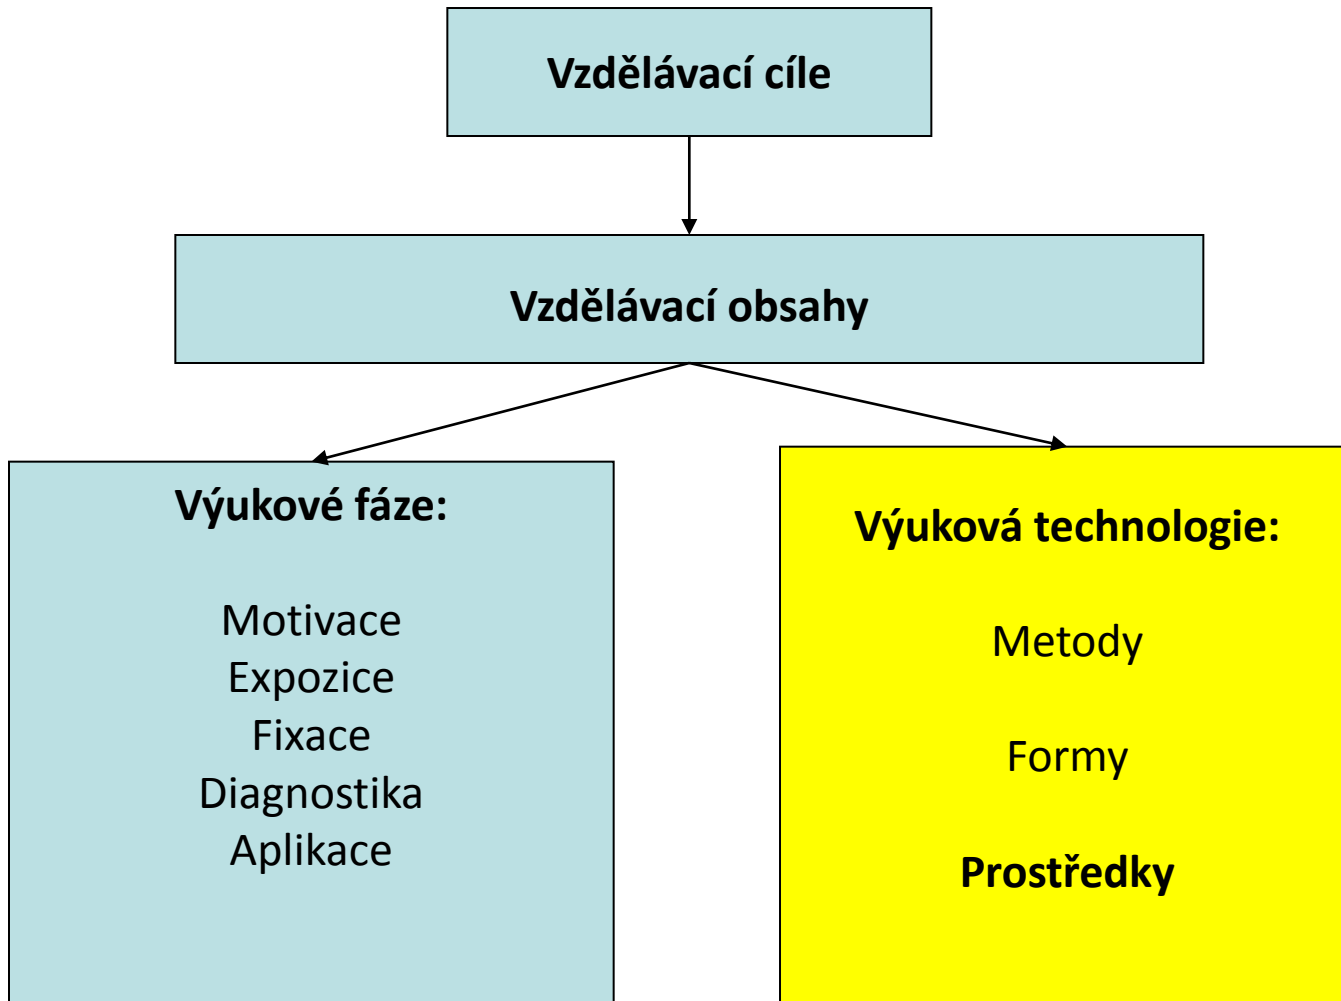 Vzdělávací cíle
Vzdělávací obsahy
Výukové fáze:
Motivace
Expozice
Fixace
Diagnostika
Aplikace
Výuková technologie:
Metody
Formy
Prostředky